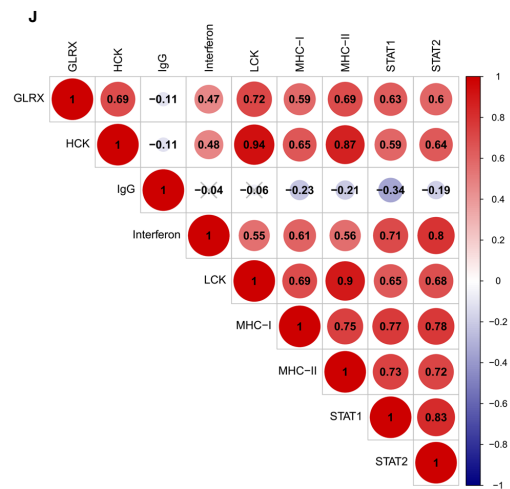 J
GLRX HCK IgG Interferon LCK MHC−I MHC−II STAT1 STAT2
GLRX 1 0.69 −0.11 0.47 0.72 0.59 0.69 0.63 0.6
HCK 1 −0.11 0.48 0.94 0.65 0.87 0.59 0.64
IgG 1 −0.04 −0.06 −0.23 −0.21 −0.34 −0.19
Interferon 1 0.55 0.61 0.56 0.71 0.8
LCK 1 0.69 0.9 0.65 0.68
MHC−I 1 0.75 0.77 0.78
MHC−II 1 0.73 0.72
STAT1 1 0.83
STAT2 1
1
0.8
0.6
0.4
0.2
0
−0.2
−0.4
−0.6
−0.8
−1